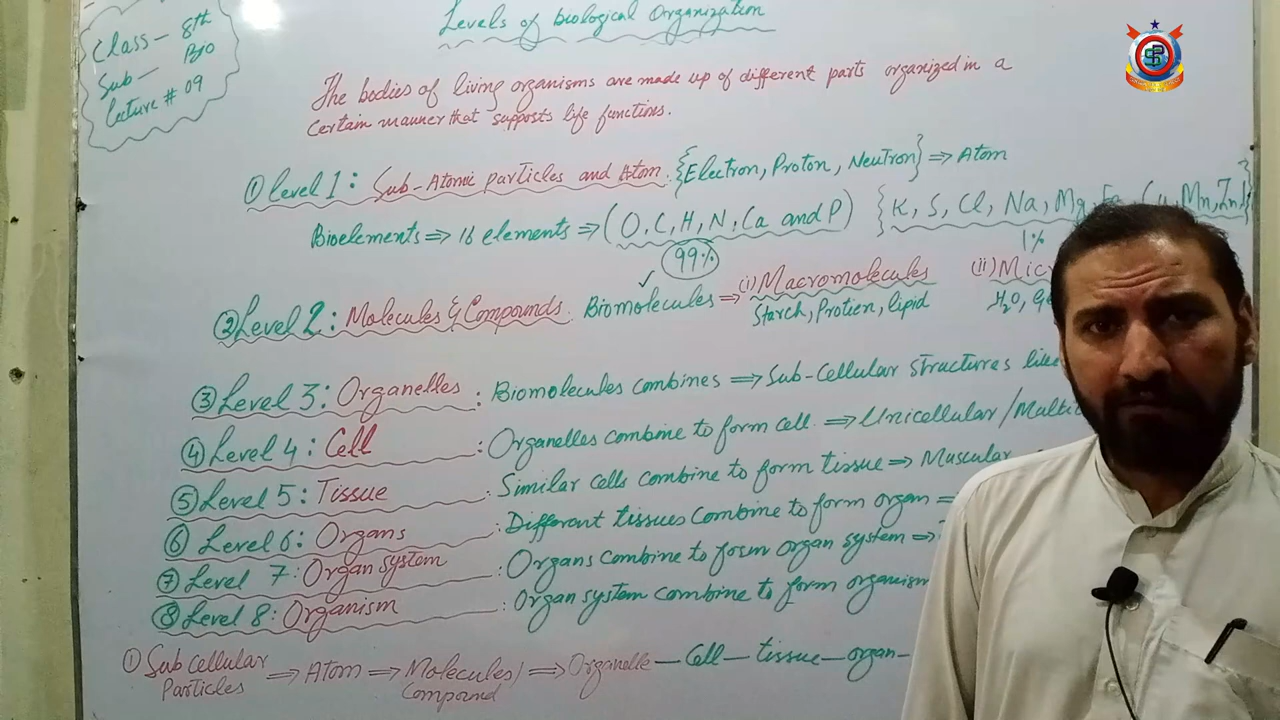 Class - 8th
Sub - Bio
Lecture # 09
Levels of biological Organization
The bodies of living organisms are made up of different parts organized in a
certain manner that supports life functions.
① Level 1: Sub-Atomic particles and Atom. {Electron, Proton, Neutron} ⇒ Atom
Bioelements ⇒ 16 elements ⇒ (O, C, H, N, Ca and P) {K, S, Cl, Na, Mg, Mn, Zn}
99% 1%
② Level 2: Molecules & Compounds. Biomolecules ⇒ (i) Macromolecules (ii)
Starch, Protien, lipid H₂O,
③ Level 3: Organelles : Biomolecules combines ⇒ Sub-Cellular structures like
④ Level 4: Cell : Organelles combine to form cell. ⇒ Unicellular /
⑤ Level 5: Tissue : Similar cells combine to form tissue ⇒ Muscular
⑥ Level 6: Organs : Differant tissues combine to form organ =
⑦ Level 7: Organ system : Organs combine to form organ system ⇒
⑧ Level 8: Organism : Organ system combine to form organism
① Sub cellular ⇒ Atom ⇒ Molecules / ⇒ Organelle - Cell - tissue - organ -
Particles Compound